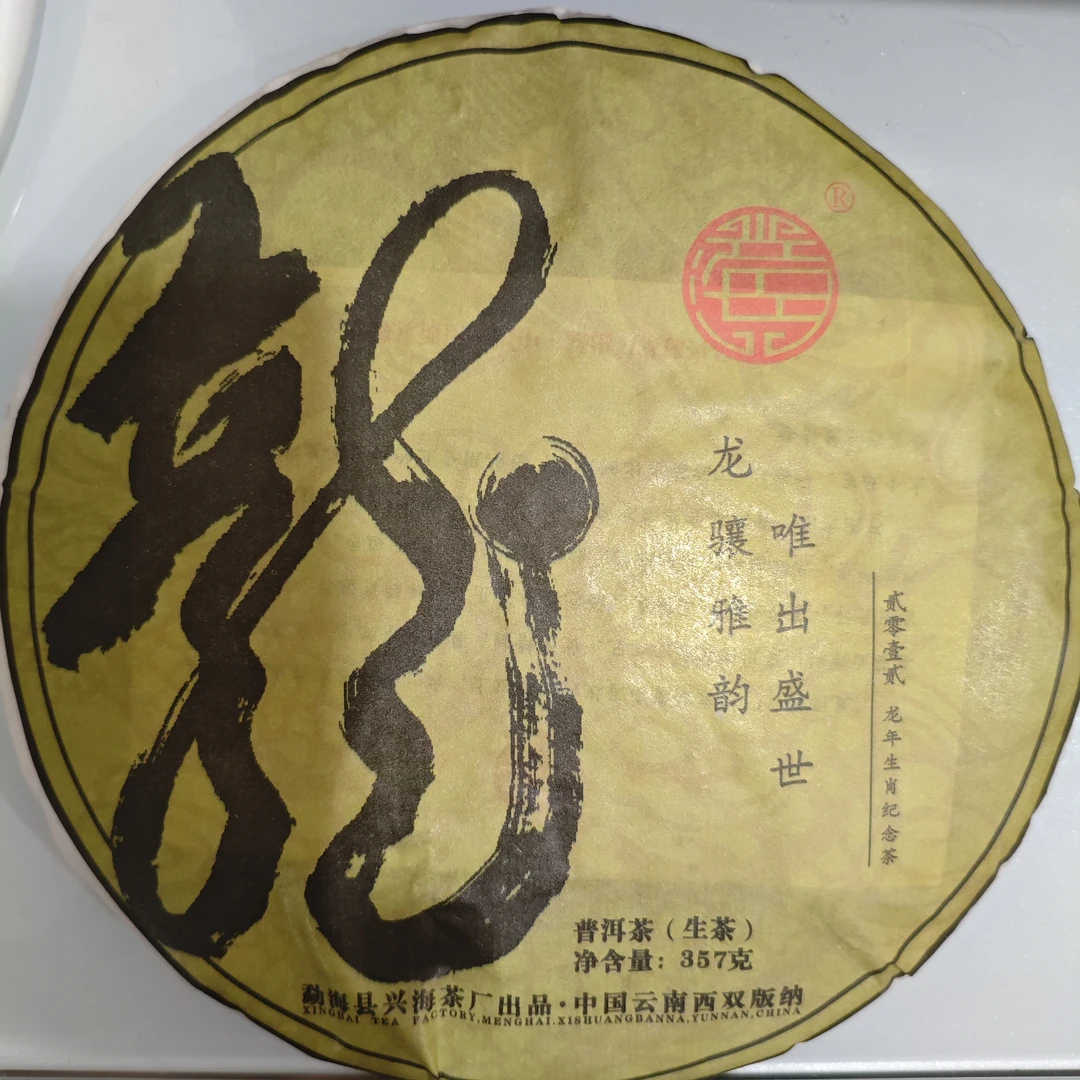 龍
®
唯出盛世
龙骧雅韵
贰零壹贰 龙年生肖纪念茶
普洱茶（生茶）
净含量：357克
勐海县兴海茶厂出品·中国云南西双版纳
XINGHAI TEA FACTORY,MENGHAI.XISHUANGBANNA,YUNNAN,CHINA